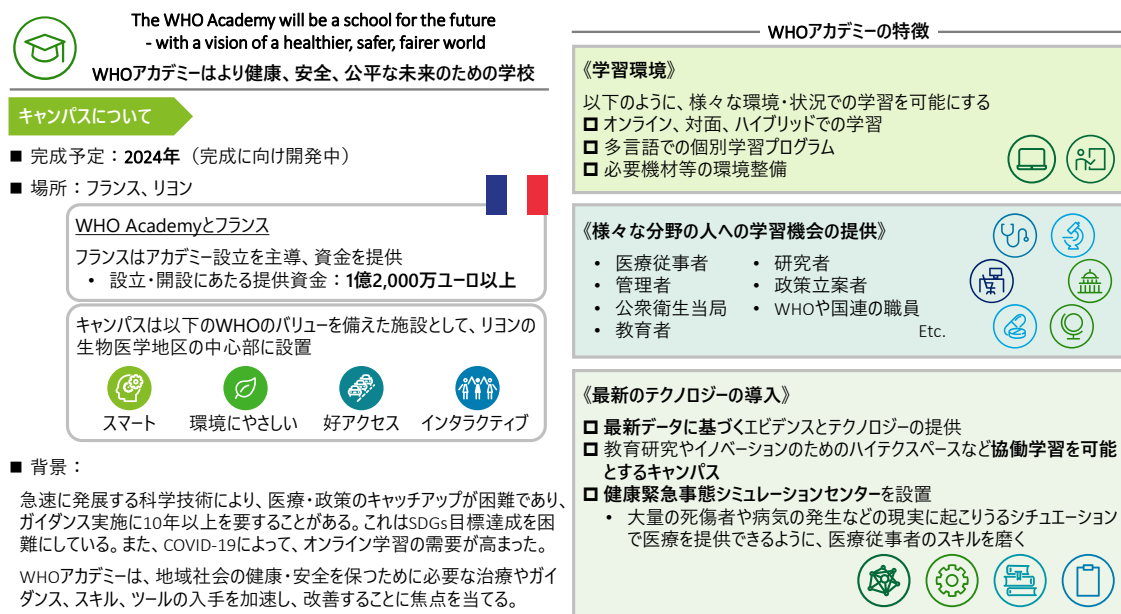 The WHO Academy will be a school for the future
- with a vision of a healthier, safer, fairer world
WHOアカデミーはより健康、安全、公平な未来のための学校
キャンパスについて
■ 完成予定：2024年（完成に向け開発中）
■ 場所：フランス、リヨン
WHO Academyとフランス
フランスはアカデミー設立を主導、資金を提供
• 設立・開設にあたる提供資金：1億2,000万ユーロ以上
キャンパスは以下のWHOのバリューを備えた施設として、リヨンの
生物医学地区の中心部に設置
スマート 環境にやさしい 好アクセス インタラクティブ
■ 背景：
急速に発展する科学技術により、医療・政策のキャッチアップが困難であり、
ガイダンス実施に10年以上を要することがある。これはSDGs目標達成を困
難にしている。また、COVID-19によって、オンライン学習の需要が高まった。
WHOアカデミーは、地域社会の健康・安全を保つために必要な治療やガイ
ダンス、スキル、ツールの入手を加速し、改善することに焦点を当てる。
WHOアカデミーの特徴
《学習環境》
以下のように、様々な環境・状況での学習を可能にする
オンライン、対面、ハイブリッドでの学習
多言語での個別学習プログラム
必要機材等の環境整備
《様々な分野の人への学習機会の提供》
• 医療従事者 • 研究者
• 管理者 • 政策立案者
• 公衆衛生当局 • WHOや国連の職員
• 教育者 Etc.
《最新のテクノロジーの導入》
最新データに基づくエビデンスとテクノロジーの提供
教育研究やイノベーションのためのハイテクスペースなど協働学習を可能
とするキャンパス
健康緊急事態シミュレーションセンターを設置
• 大量の死傷者や病気の発生などの現実に起こりうるシチュエーション
で医療を提供できるように、医療従事者のスキルを磨く